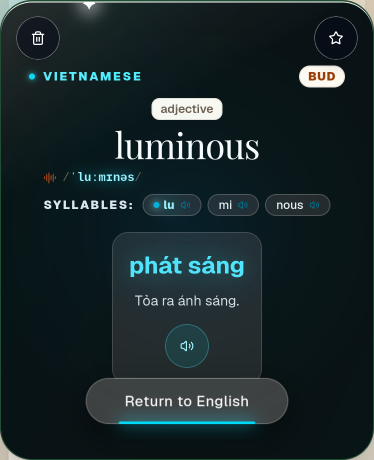 VIETNAMESE
BUD
adjective
luminous
/ˈluːmɪnəs/
SYLLABLES: lu mi nous
phát sáng
Tỏa ra ánh sáng.
Return to English